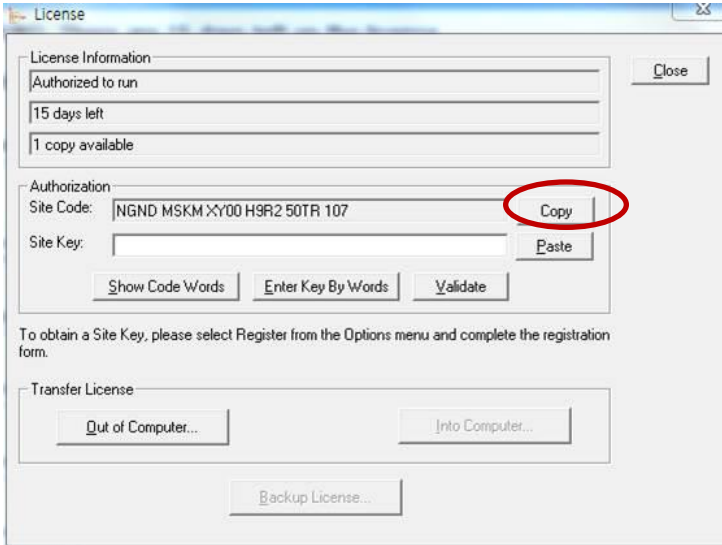 License
License Information
Close
Authorized to run
15 days left
1 copy available
Authorization
Site Code: NGND MSKM XY00 H9R2 50TR 107 Copy
Site Key: Paste
Show Code Words Enter Key By Words Validate
To obtain a Site Key, please select Register from the Options menu and complete the registration
form.
Transfer License
Out of Computer... Into Computer...
Backup License...